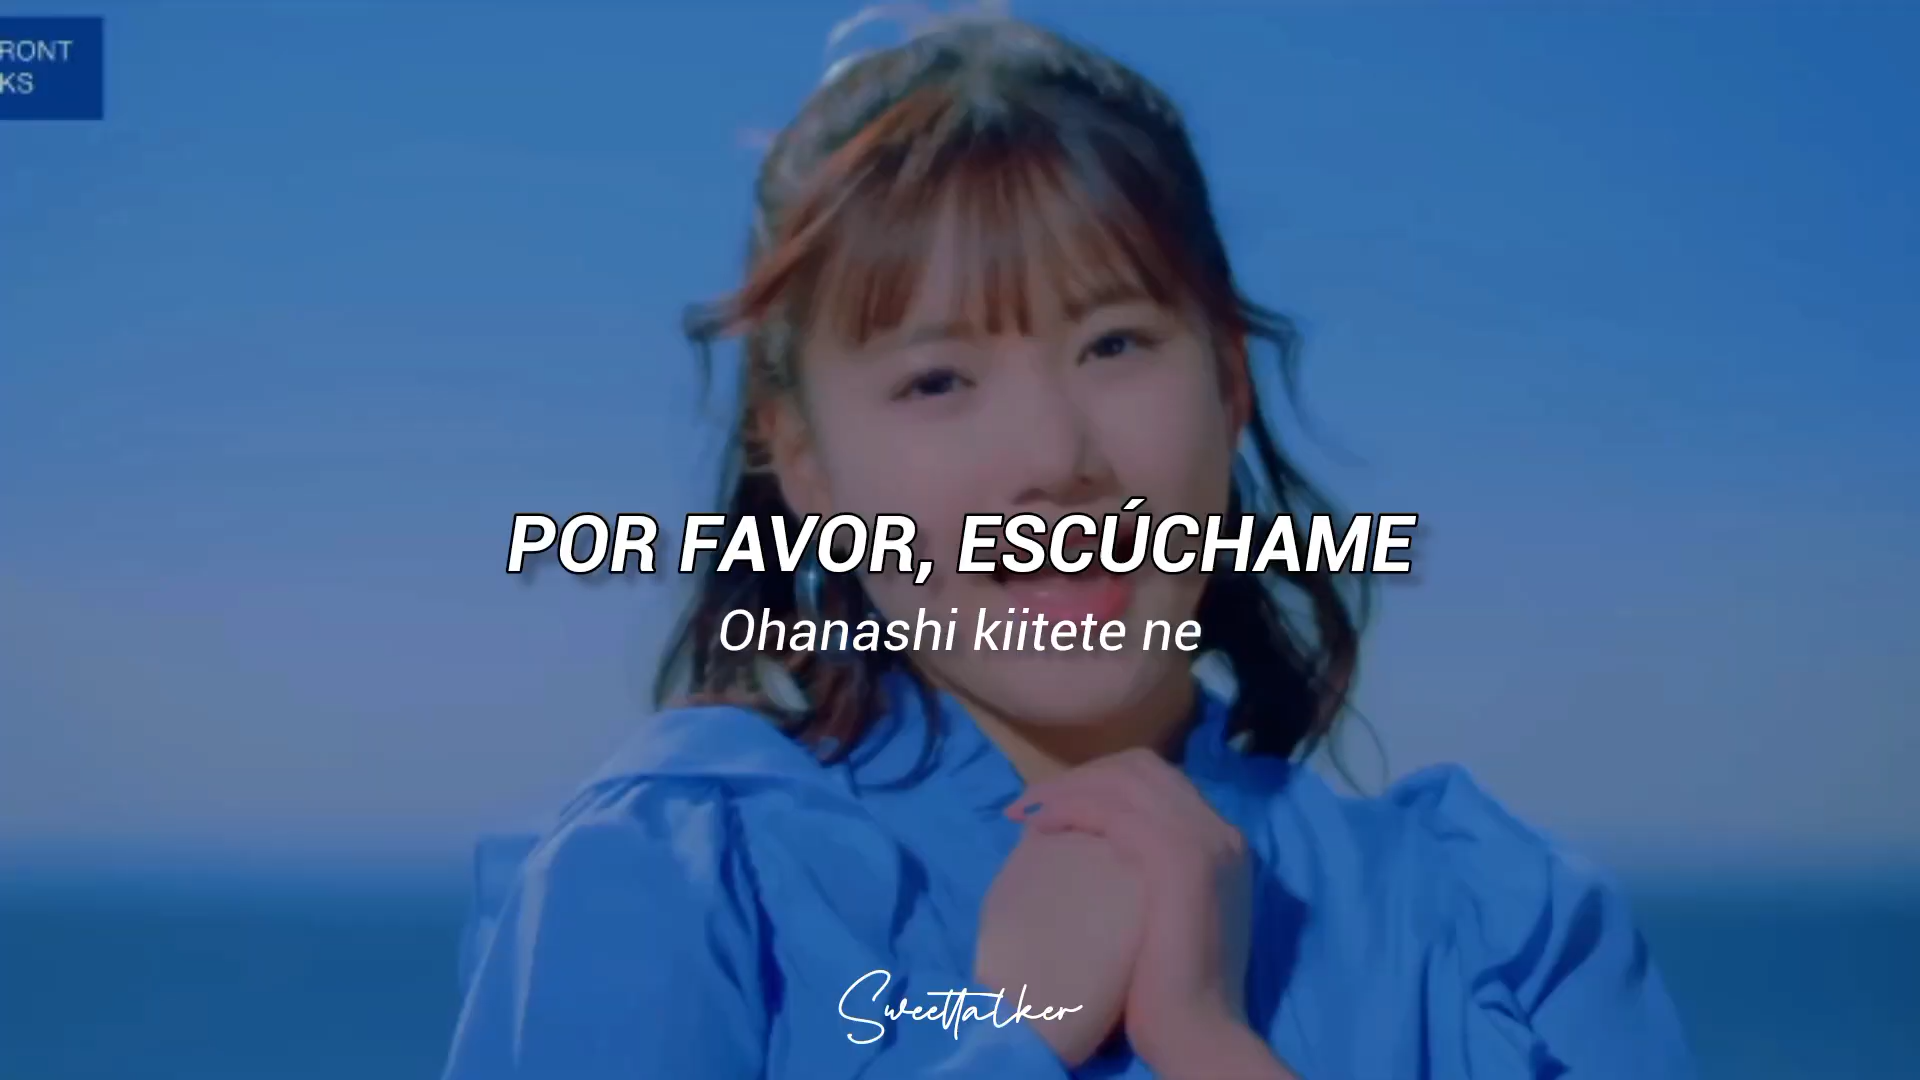 RONT
KS
POR FAVOR, ESCÚCHAME
Ohanashi kiitete ne
Sweettalker